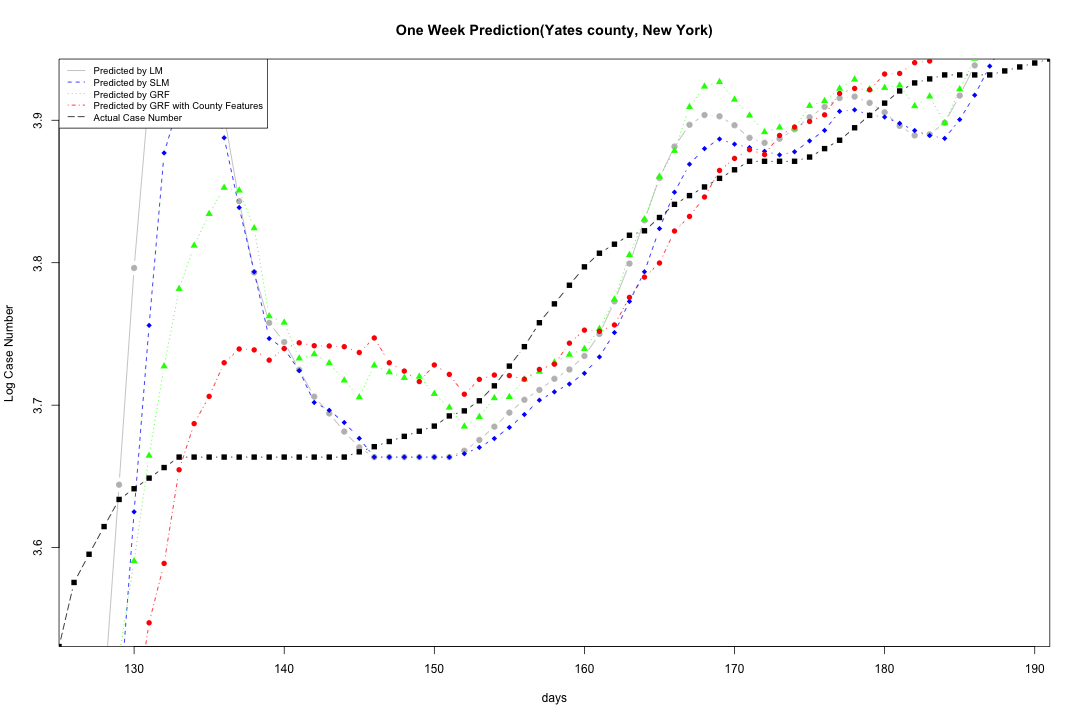 One Week Prediction(Yates county, New York)
Predicted by LM
Predicted by SLM
Predicted by GRF
Predicted by GRF with County Features
Actual Case Number
3.9
3.8
3.7
3.6
Log Case Number
130 140 150 160 170 180 190
days